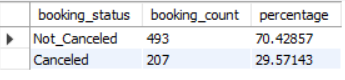 booking_status booking_count percentage
Not_Canceled 493 70.42857
Canceled 207 29.57143